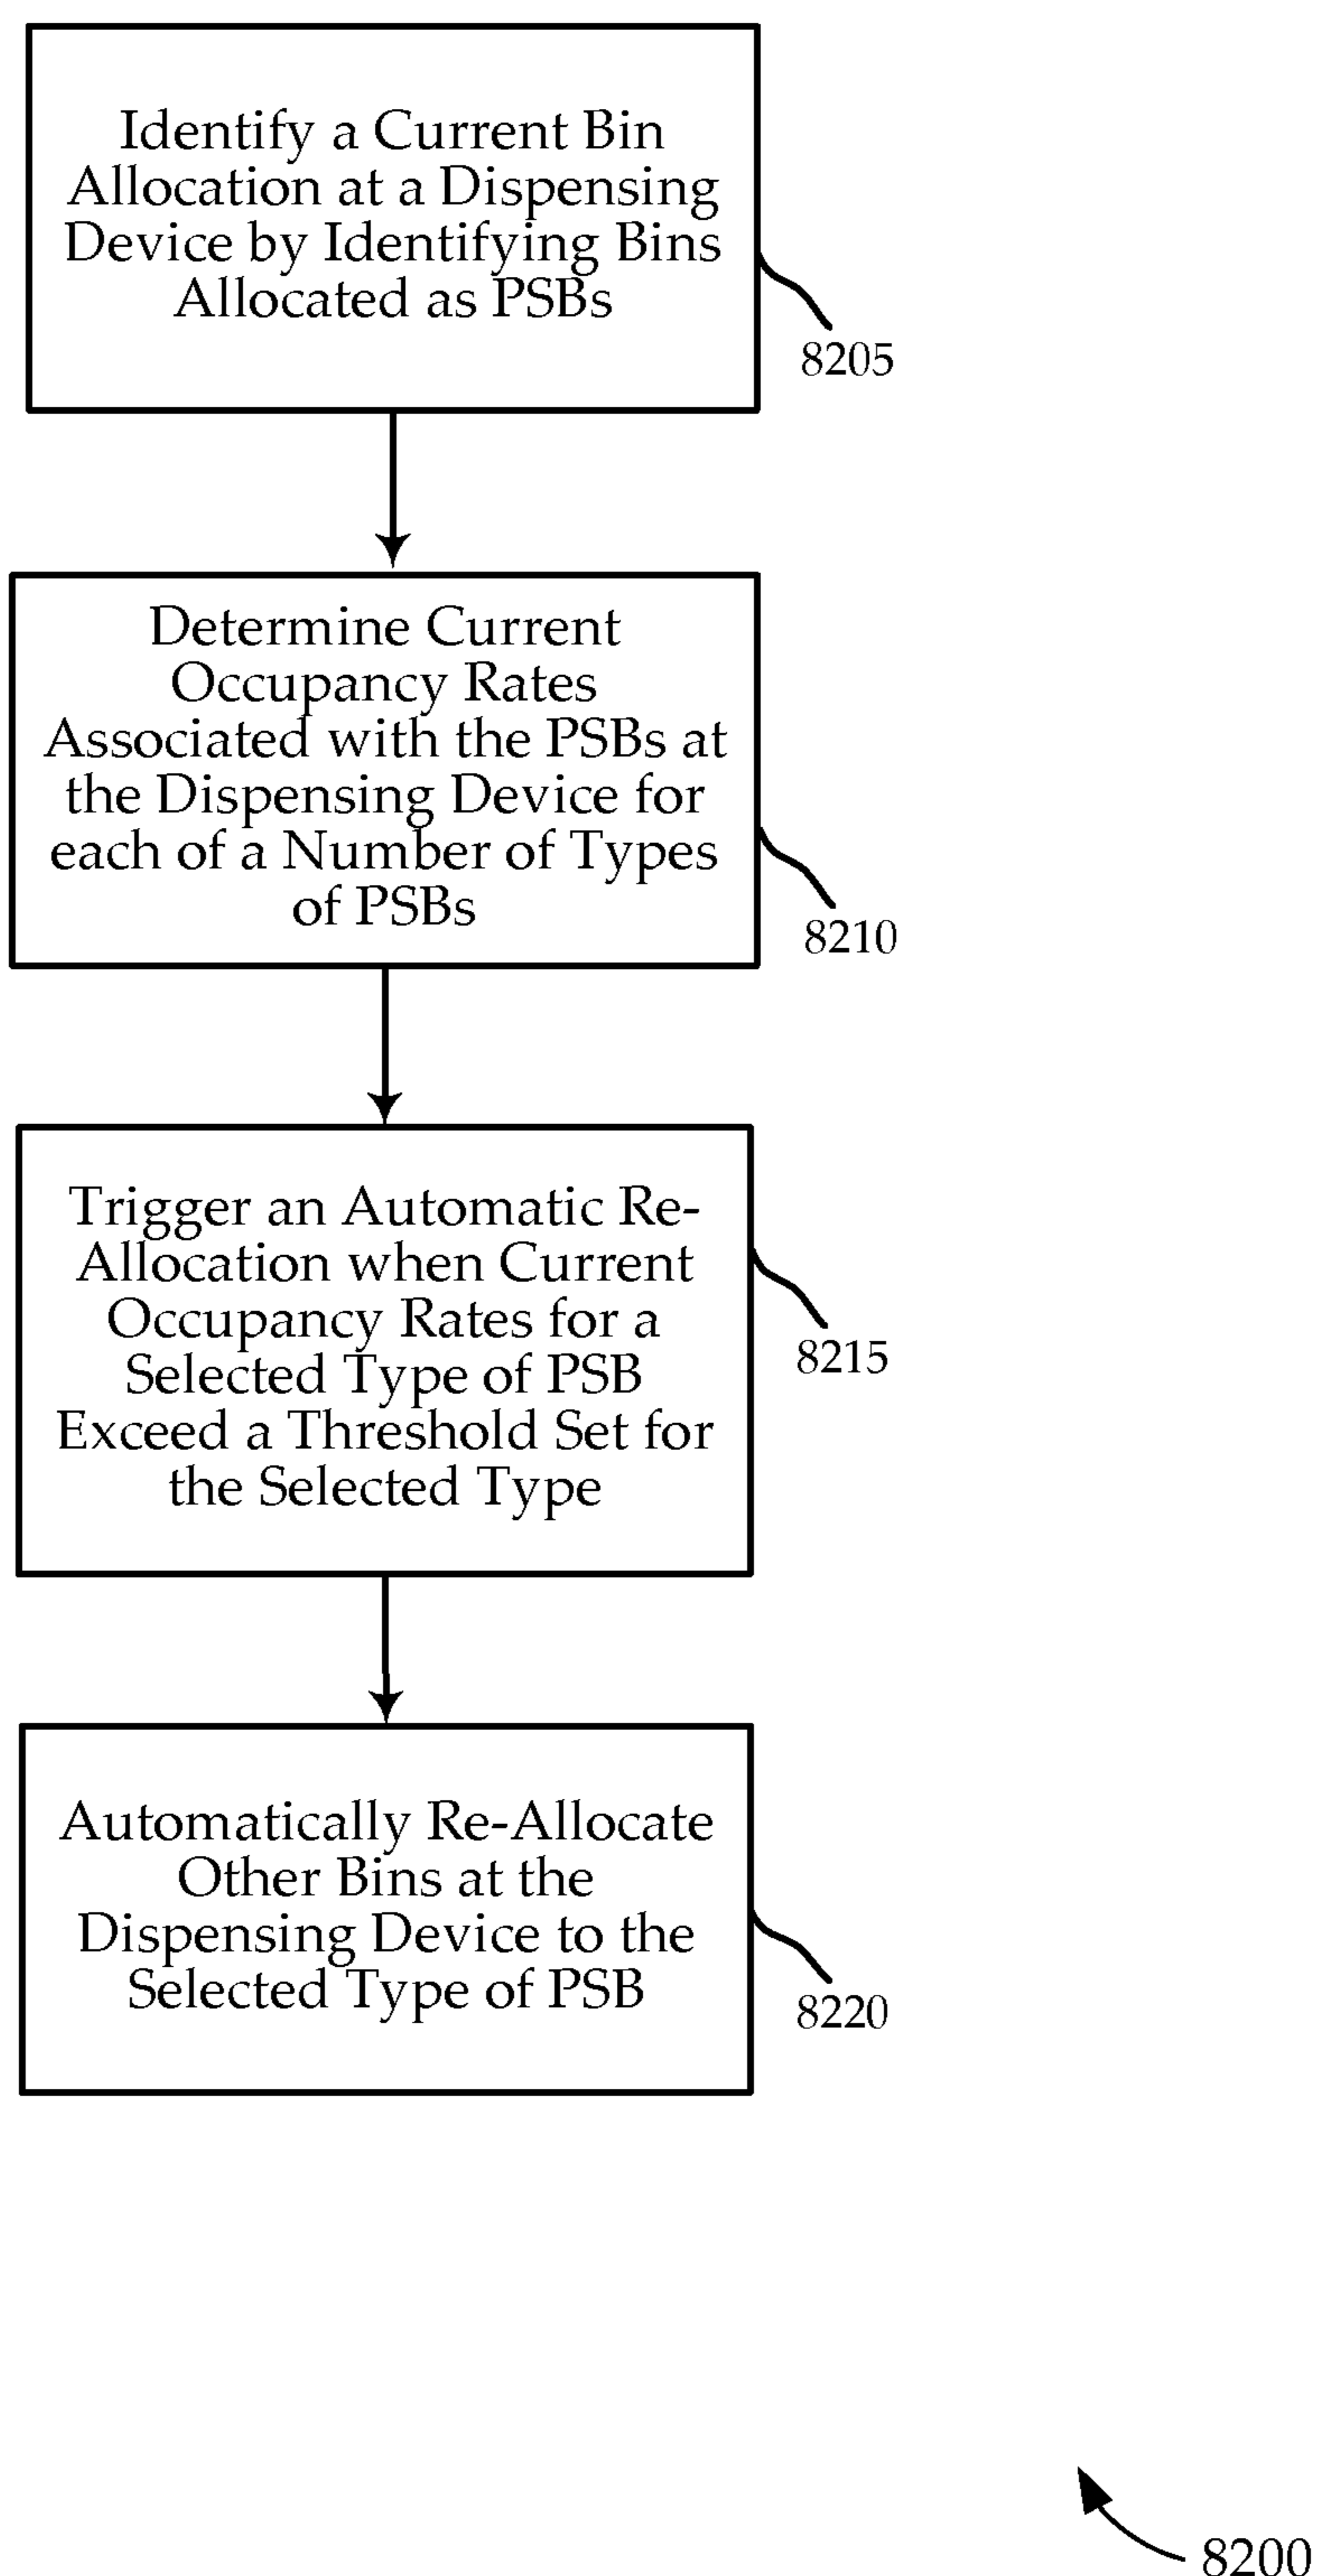 Identify a Current Bin
Allocation at a Dispensing
Device by Identifying Bins
Allocated as PSBs
8205
Determine Current
Occupancy Rates
Associated with the PSBs at
the Dispensing Device for
each of a Number of Types
of PSBs
8210
Trigger an Automatic Re-
Allocation when Current
Occupancy Rates for a
Selected Type of PSB
Exceed a Threshold Set for
the Selected Type
8215
Automatically Re-Allocate
Other Bins at the
Dispensing Device to the
Selected Type of PSB
8220
8200